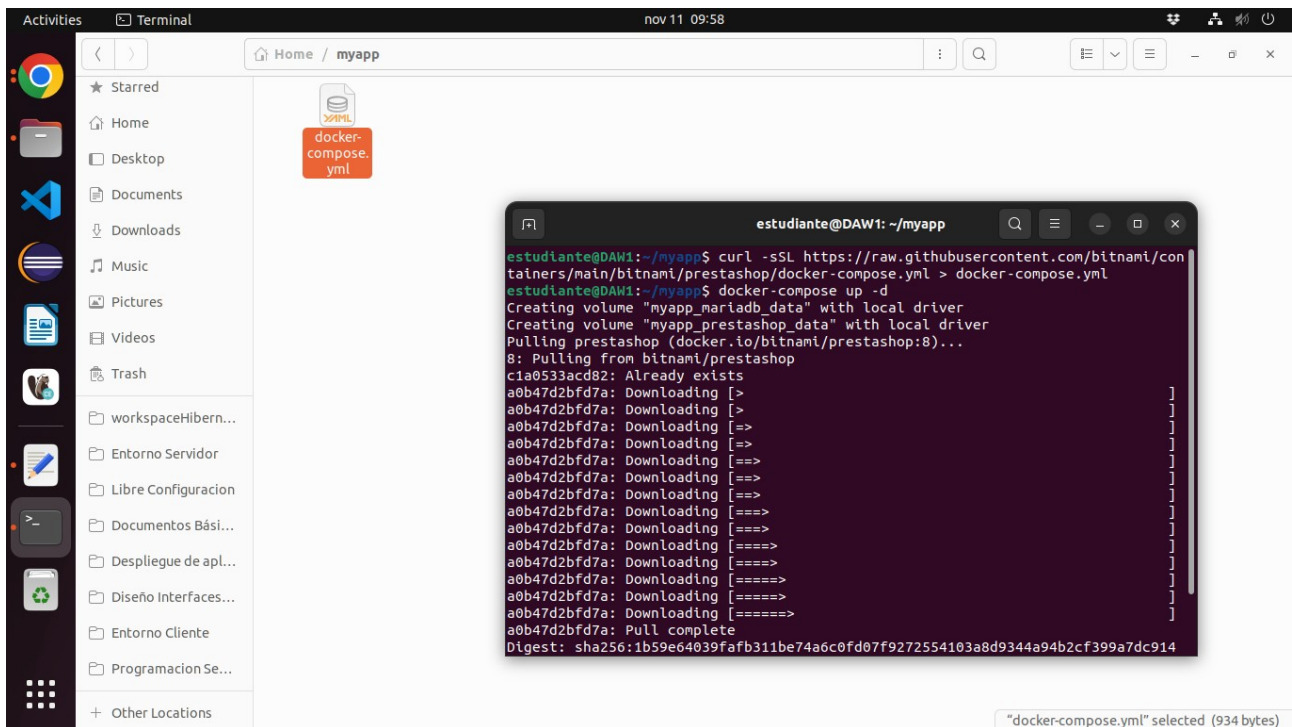 Activities
Terminal
nov 11 09:58
Home / myapp
Starred
Home
Desktop
Documents
Downloads
Music
Pictures
Videos
Trash
workspaceHibern...
Entorno Servidor
Libre Configuracion
Documentos Bási...
Despliegue de apl...
Diseño Interfaces...
Entorno Cliente
Programacion Se...
+ Other Locations
YAML
docker-
compose.
yml
estudiante@DAW1: ~/myapp
estudiante@DAW1:~/myapp$ curl -sSL https://raw.githubusercontent.com/bitnami/con
tainers/main/bitnami/prestashop/docker-compose.yml > docker-compose.yml
estudiante@DAW1:~/myapp$ docker-compose up -d
Creating volume "myapp_mariadb_data" with local driver
Creating volume "myapp_prestashop_data" with local driver
Pulling prestashop (docker.io/bitnami/prestashop:8)...
8: Pulling from bitnami/prestashop
c1a0533acd82: Already exists
a0b47d2bfd7a: Downloading [> ]
a0b47d2bfd7a: Downloading [> ]
a0b47d2bfd7a: Downloading [=> ]
a0b47d2bfd7a: Downloading [=> ]
a0b47d2bfd7a: Downloading [==> ]
a0b47d2bfd7a: Downloading [==> ]
a0b47d2bfd7a: Downloading [==> ]
a0b47d2bfd7a: Downloading [===> ]
a0b47d2bfd7a: Downloading [===> ]
a0b47d2bfd7a: Downloading [====> ]
a0b47d2bfd7a: Downloading [====> ]
a0b47d2bfd7a: Downloading [=====> ]
a0b47d2bfd7a: Downloading [=====> ]
a0b47d2bfd7a: Downloading [======> ]
a0b47d2bfd7a: Pull complete
Digest: sha256:1b59e64039fafb311be74a6c0fd07f9272554103a8d9344a94b2cf399a7dc914
"docker-compose.yml" selected (934 bytes)